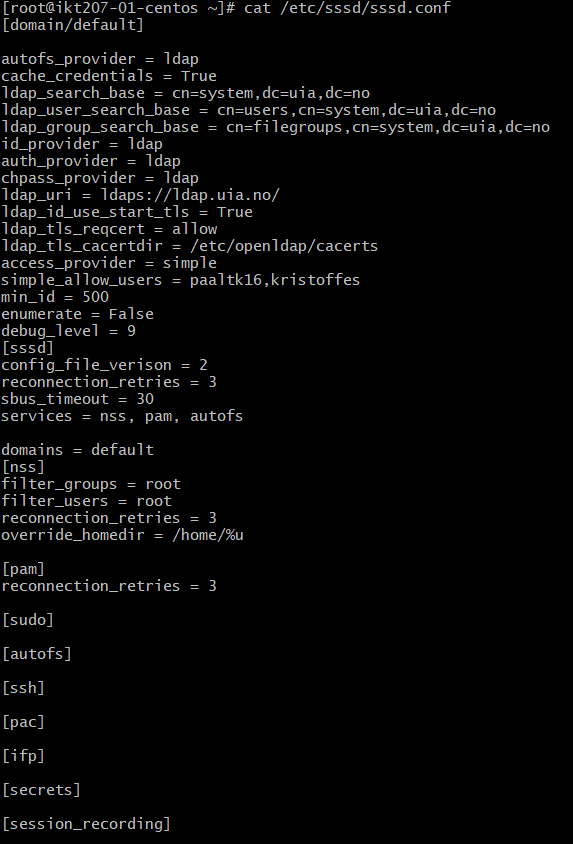 [root@ikt207-01-centos ~]# cat /etc/sssd/sssd.conf
[domain/default]

autofs_provider = ldap
cache_credentials = True
ldap_search_base = cn=system,dc=uia,dc=no
ldap_user_search_base = cn=users,cn=system,dc=uia,dc=no
ldap_group_search_base = cn=filegroups,cn=system,dc=uia,dc=no
id_provider = ldap
auth_provider = ldap
chpass_provider = ldap
ldap_uri = ldaps://ldap.uia.no/
ldap_id_use_start_tls = True
ldap_tls_reqcert = allow
ldap_tls_cacertdir = /etc/openldap/cacerts
access_provider = simple
simple_allow_users = paaltk16,kristoffes
min_id = 500
enumerate = False
debug_level = 9
[sssd]
config_file_verison = 2
reconnection_retries = 3
sbus_timeout = 30
services = nss, pam, autofs

domains = default
[nss]
filter_groups = root
filter_users = root
reconnection_retries = 3
override_homedir = /home/%u

[pam]
reconnection_retries = 3

[sudo]

[autofs]

[ssh]

[pac]

[ifp]

[secrets]

[session_recording]